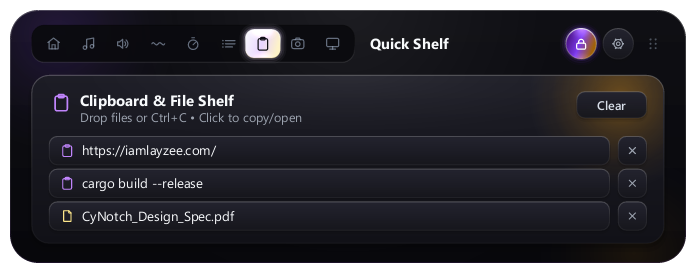 Quick Shelf
Clipboard & File Shelf
Drop files or Ctrl+C • Click to copy/open
Clear
https://iamlayzee.com/
cargo build --release
CyNotch_Design_Spec.pdf